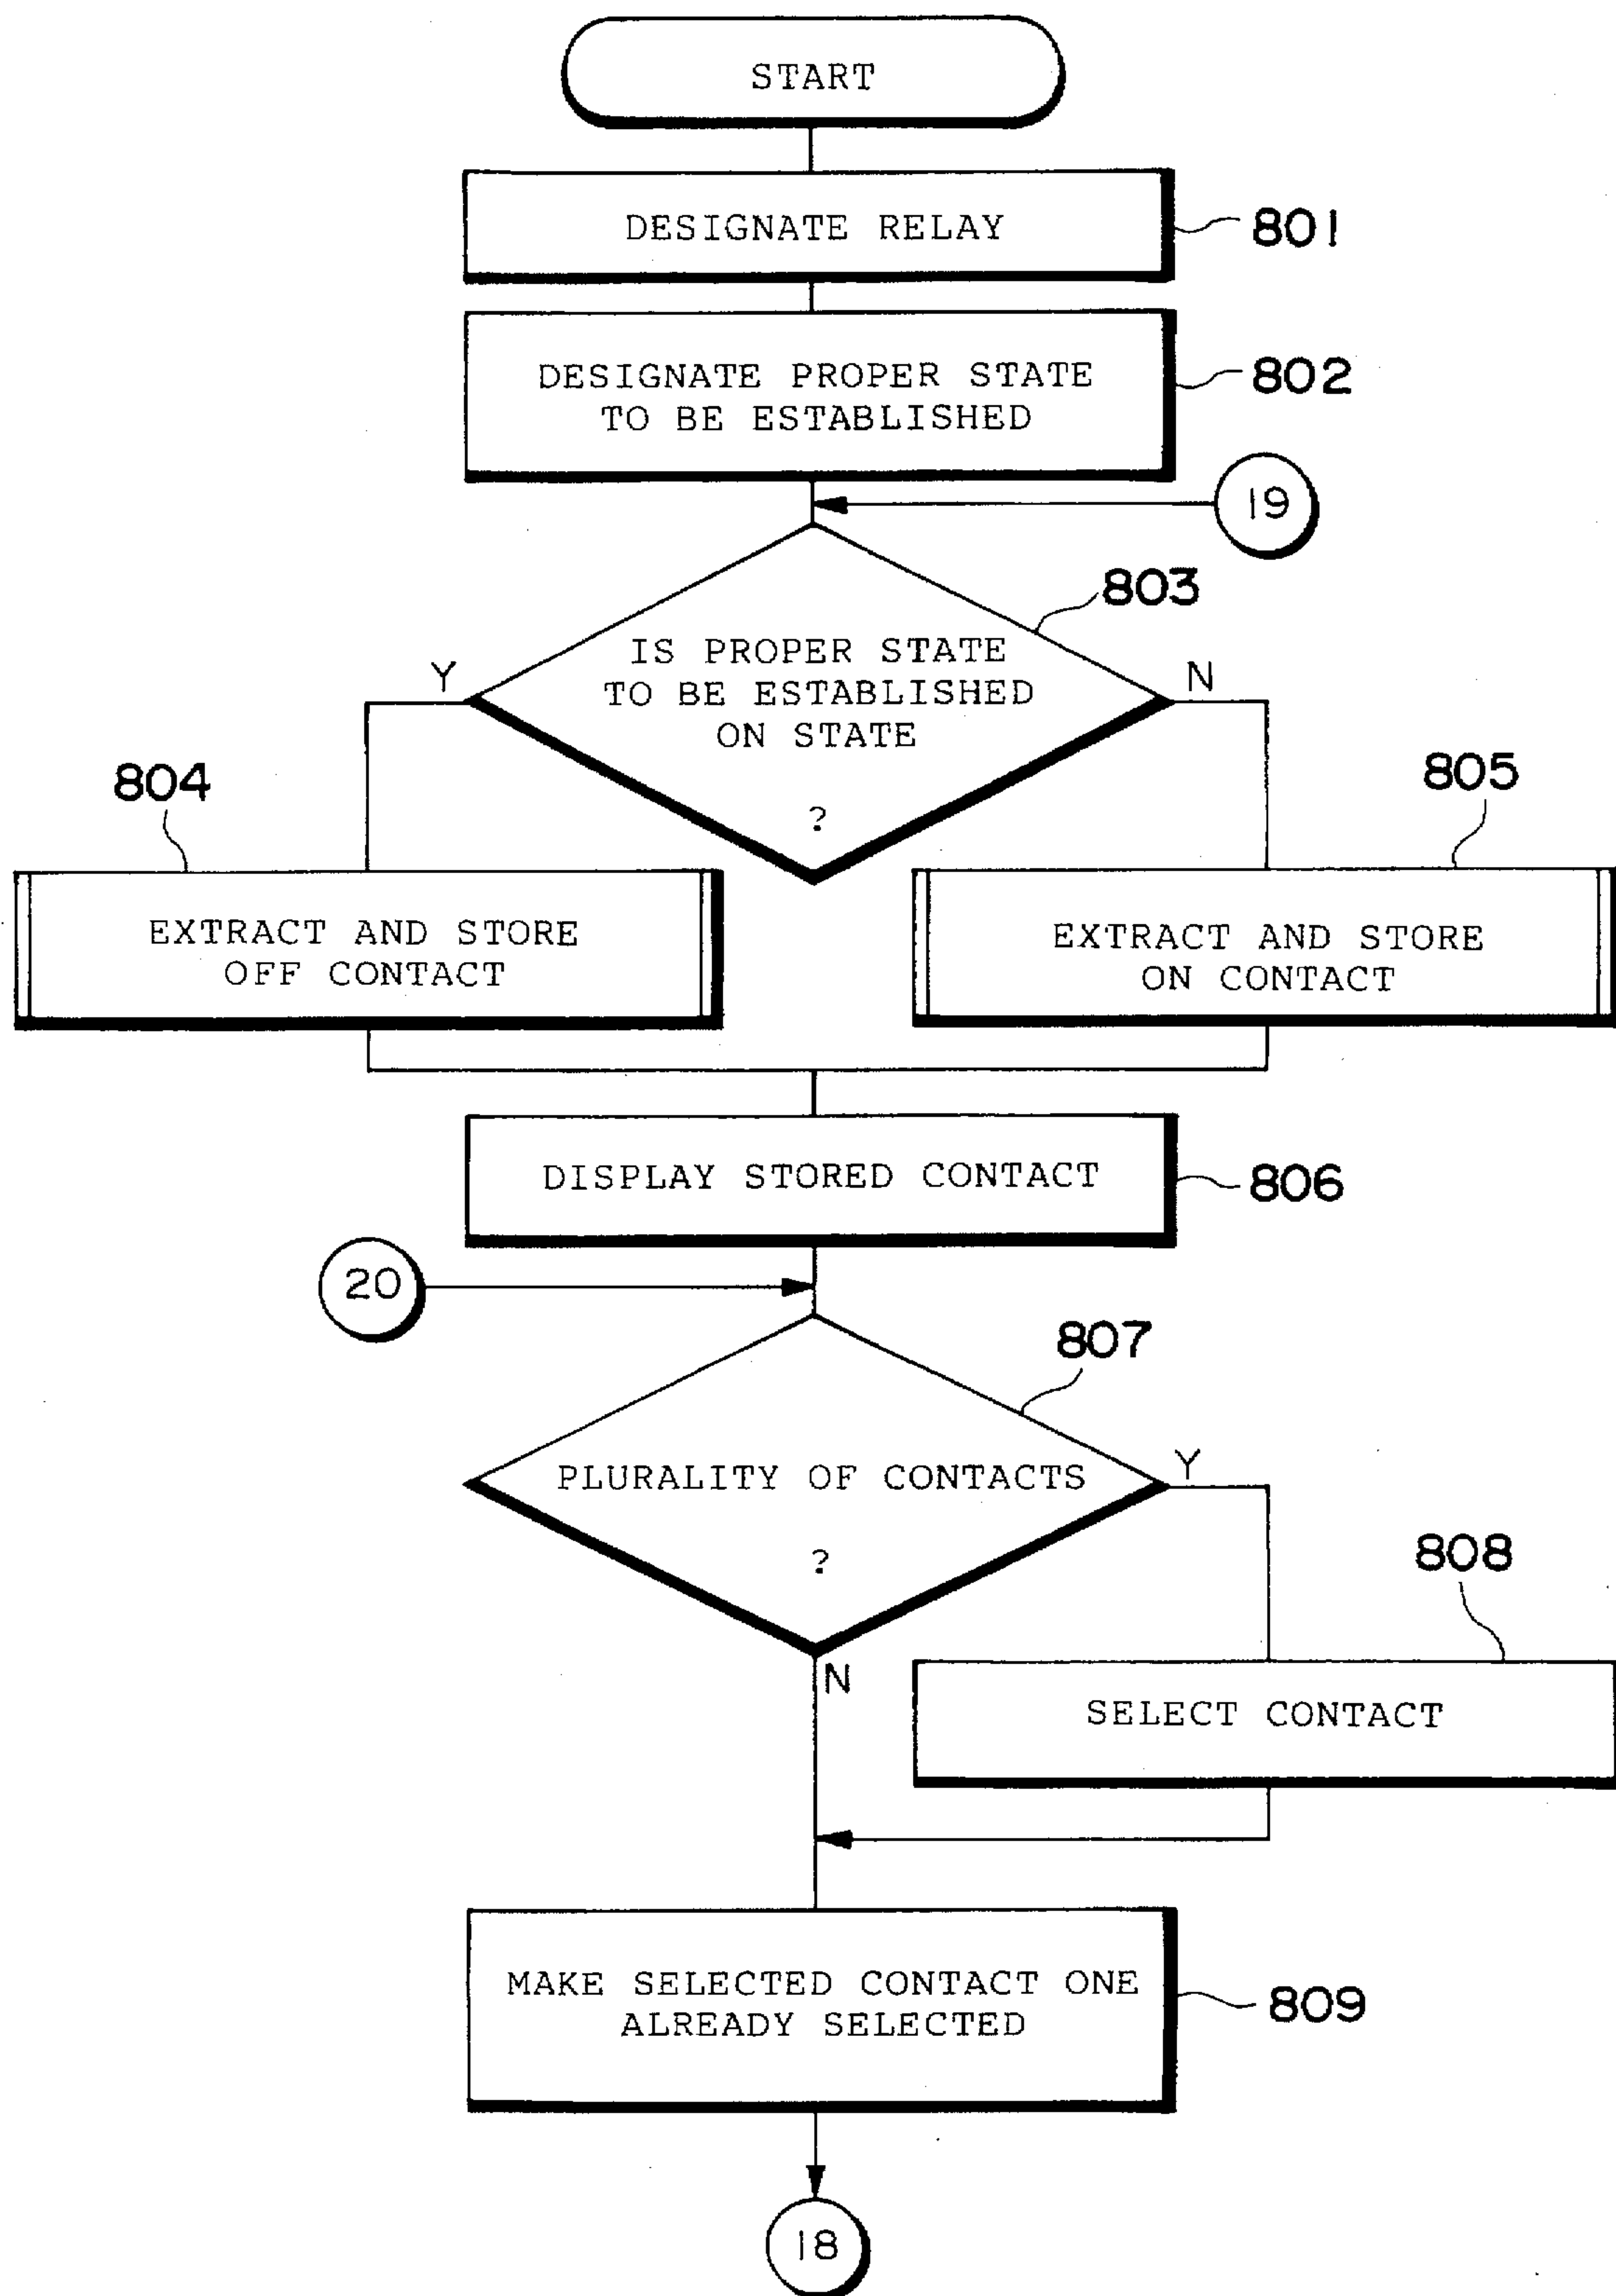 START
DESIGNATE RELAY
801
DESIGNATE PROPER STATE
TO BE ESTABLISHED
802
19
803
IS PROPER STATE
TO BE ESTABLISHED
ON STATE
?
Y
N
804
805
EXTRACT AND STORE
OFF CONTACT
EXTRACT AND STORE
ON CONTACT
DISPLAY STORED CONTACT
806
20
807
PLURALITY OF CONTACTS
?
Y
N
808
SELECT CONTACT
MAKE SELECTED CONTACT ONE
ALREADY SELECTED
809
18